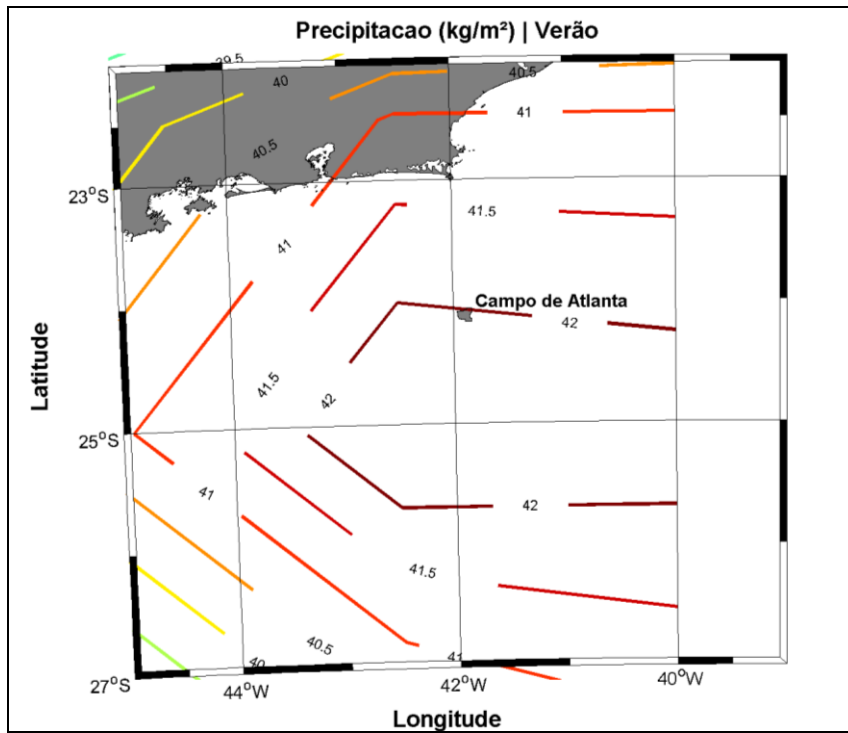 Precipitacao (kg/m²) | Verão
39.5
40
40.5
40.5
41
23°S
41.5
41
Campo de Atlanta
42
Latitude
41.5
42
25°S
41
42
41.5
40.5
40
41
27°S
44°W
42°W
40°W
Longitude